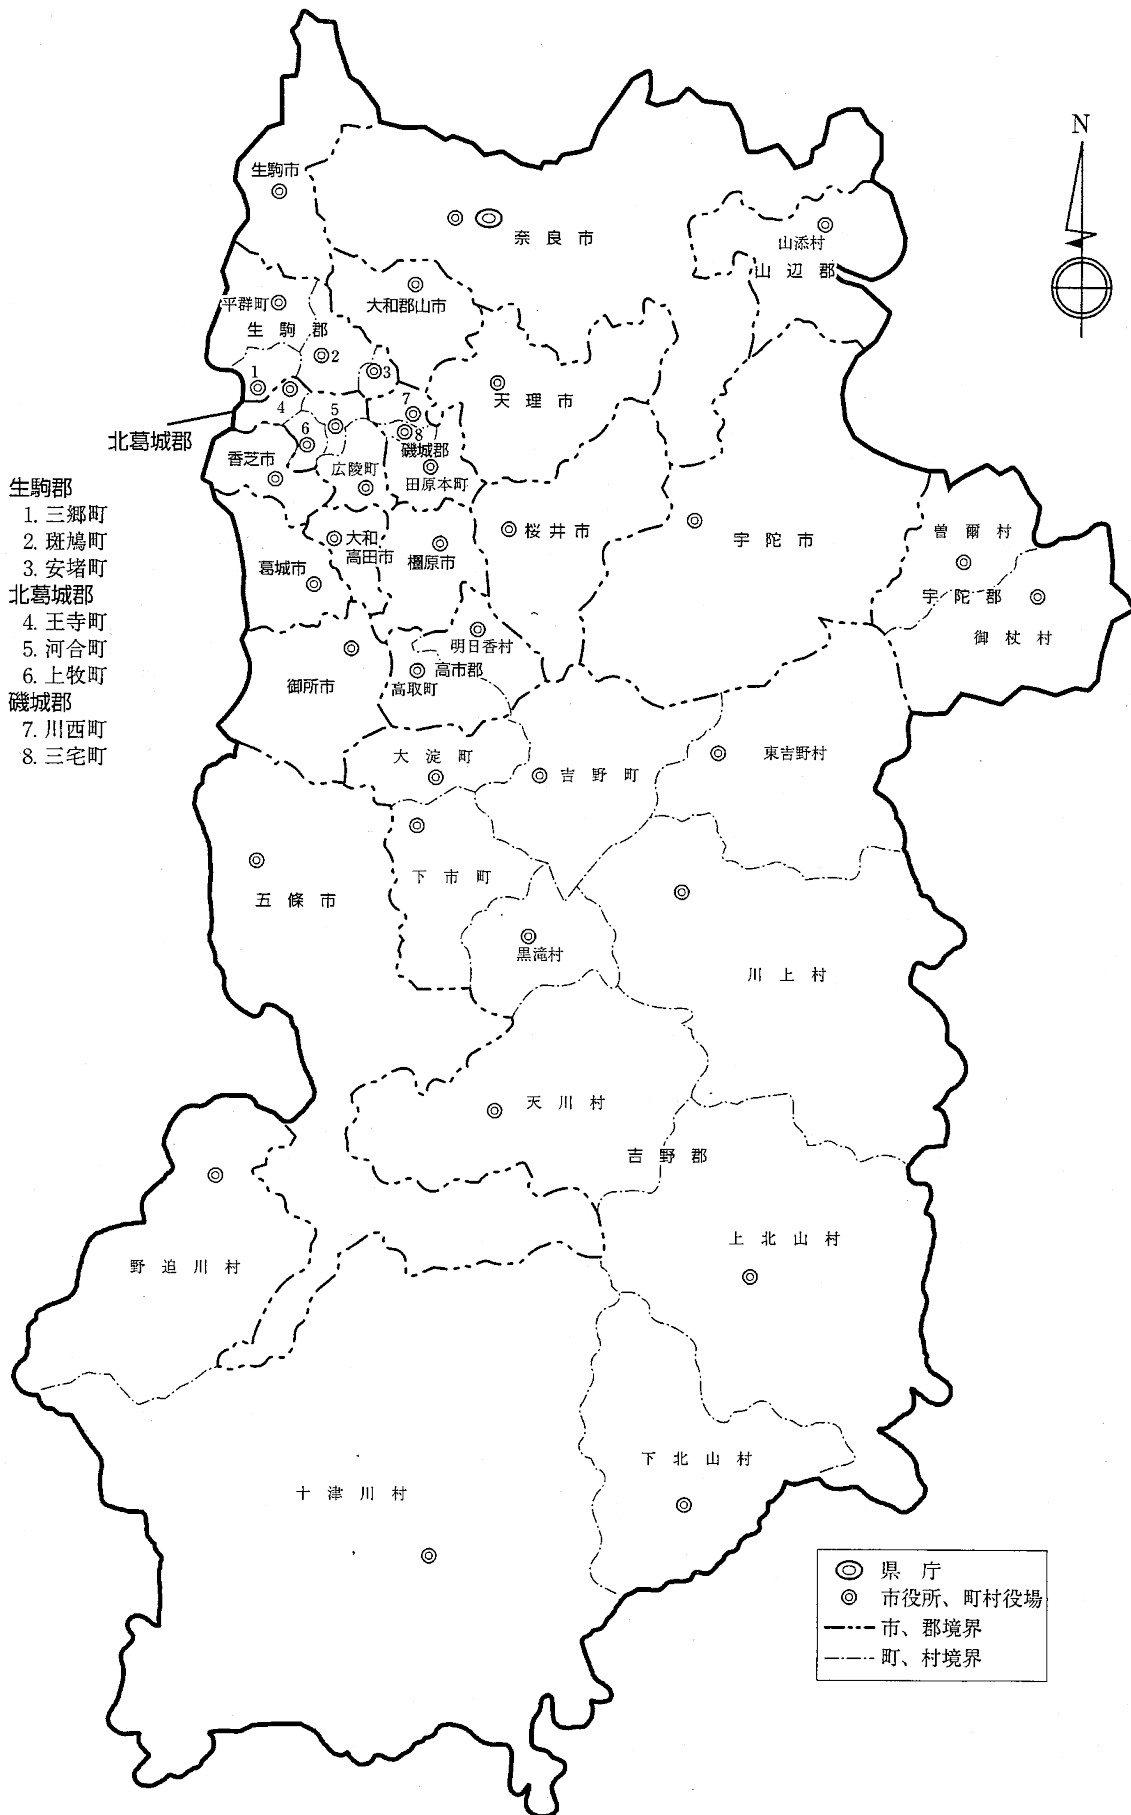 N
生駒市
奈良市
山添村
山辺郡
平群町
大和郡山市
生駒郡
2
1
3
天理市
4
5
7
北葛城郡
6
8
磯城郡
香芝市
広陵町
田原本町
生駒郡
1. 三郷町
2. 斑鳩町
3. 安堵町
北葛城郡
4. 王寺町
5. 河合町
6. 上牧町
磯城郡
7. 川西町
8. 三宅町
大和
高田市
橿原市
桜井市
宇陀市
曽爾村
葛城市
宇陀郡
御杖村
明日香村
高市郡
高取町
御所市
大淀町
吉野町
東吉野村
下市町
五條市
黒滝村
川上村
天川村
吉野郡
上北山村
野迫川村
下北山村
十津川村
県庁
市役所、町村役場
市、郡境界
町、村境界